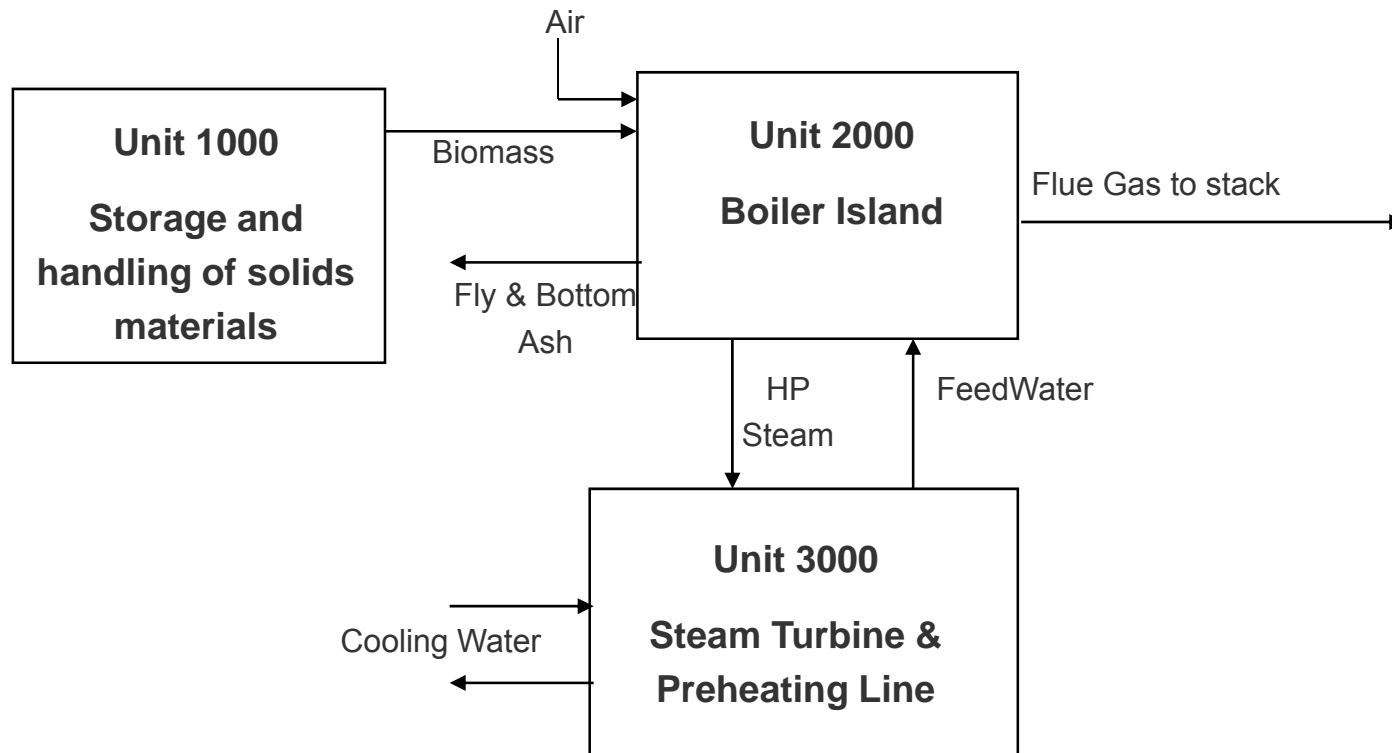 Air
Unit 1000
Storage and
handling of solids
materials
Biomass
Unit 2000
Boiler Island
Flue Gas to stack
Fly & Bottom
Ash
HP
Steam
FeedWater
Unit 3000
Steam Turbine &
Preheating Line
Cooling Water